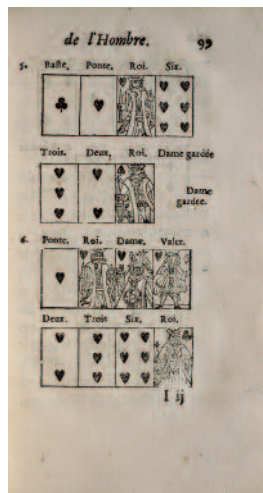 de l'Hombre. 99
5. Baste. Ponte. Roi. Six.
Trois. Deux. Roi. Dame gardée
Dame
gardée.
6. Ponte. Roi. Dame. Valet.
Deux. Trois Six. Roi.
I ij